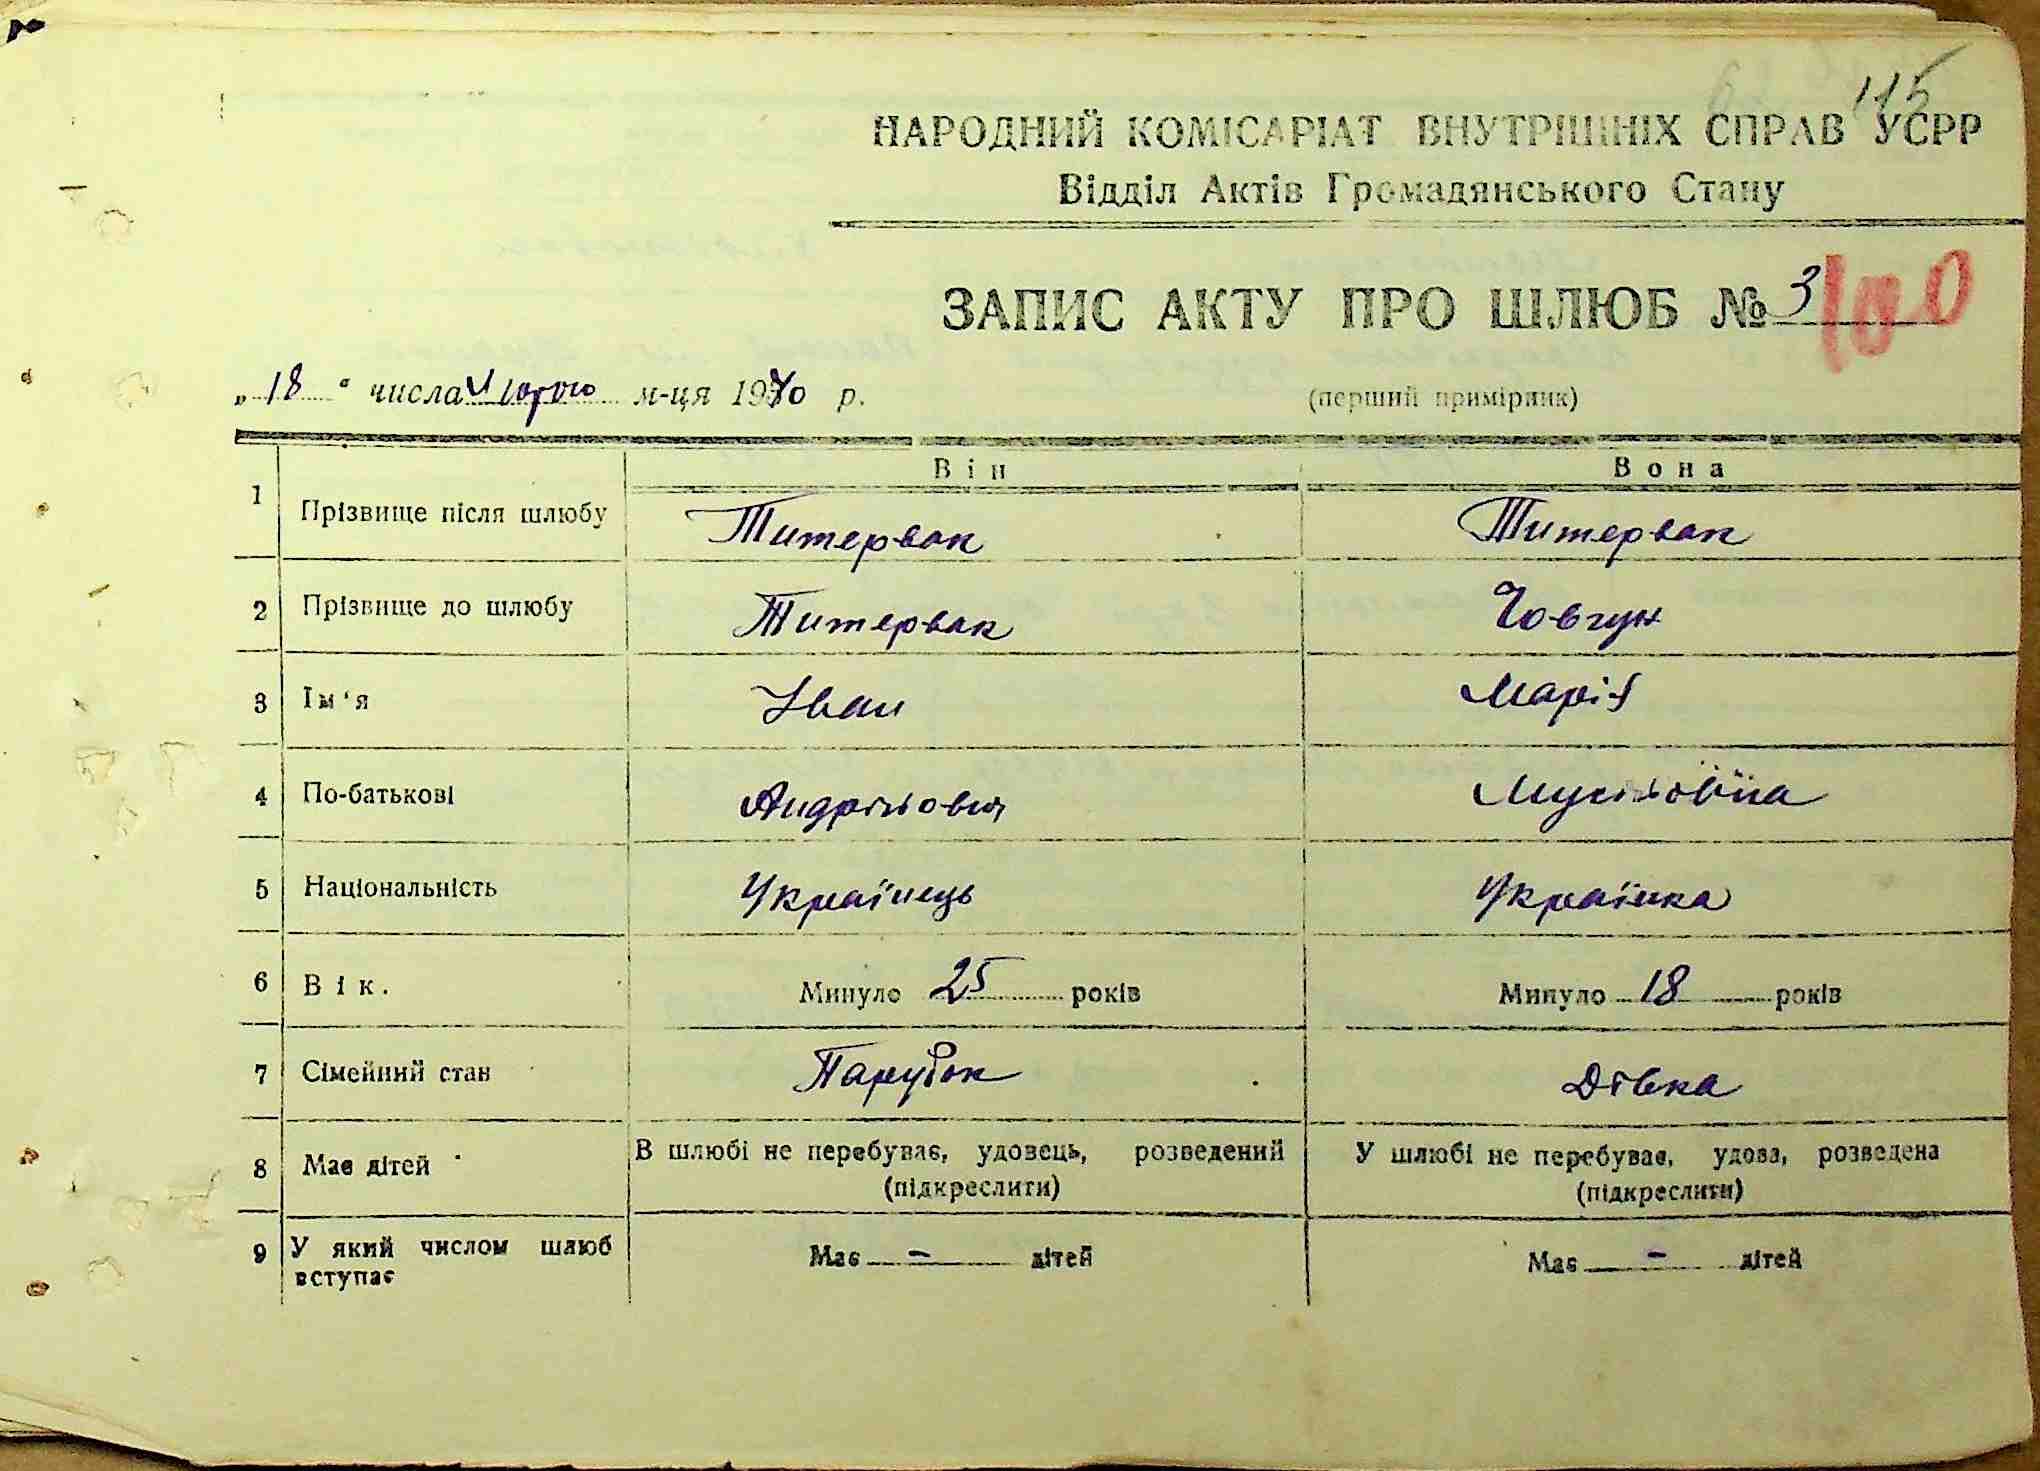 115
НАРОДНИЙ КОМІСАРІАТ ВНУТРІШНІХ СПРАВ УСРР
Відділ Актів Громадянського Стану
ЗАПИС АКТУ ПРО ШЛЮБ № 3 100
„ 18 “ числа Лютого м-ця 1940 р. (перший примірник)
Він Вона
1 Прізвище після шлюбу Титервак Титервак
2 Прізвище до шлюбу Титервак Човгун
3 Ім'я Іван Марія
4 По-батькові Андрійович Мусіївна
5 Національність Українець Українка
6 Вік. Минуло 25 років Минуло 18 років
7 Сімейний стан Парубок Дівка
8 Має дітей В шлюбі не перебуває, удовець, розведений (підкреслити) У шлюбі не перебуває, удова, розведена (підкреслити)
9 У який числом шлюб вступає Має - дітей Має - дітей